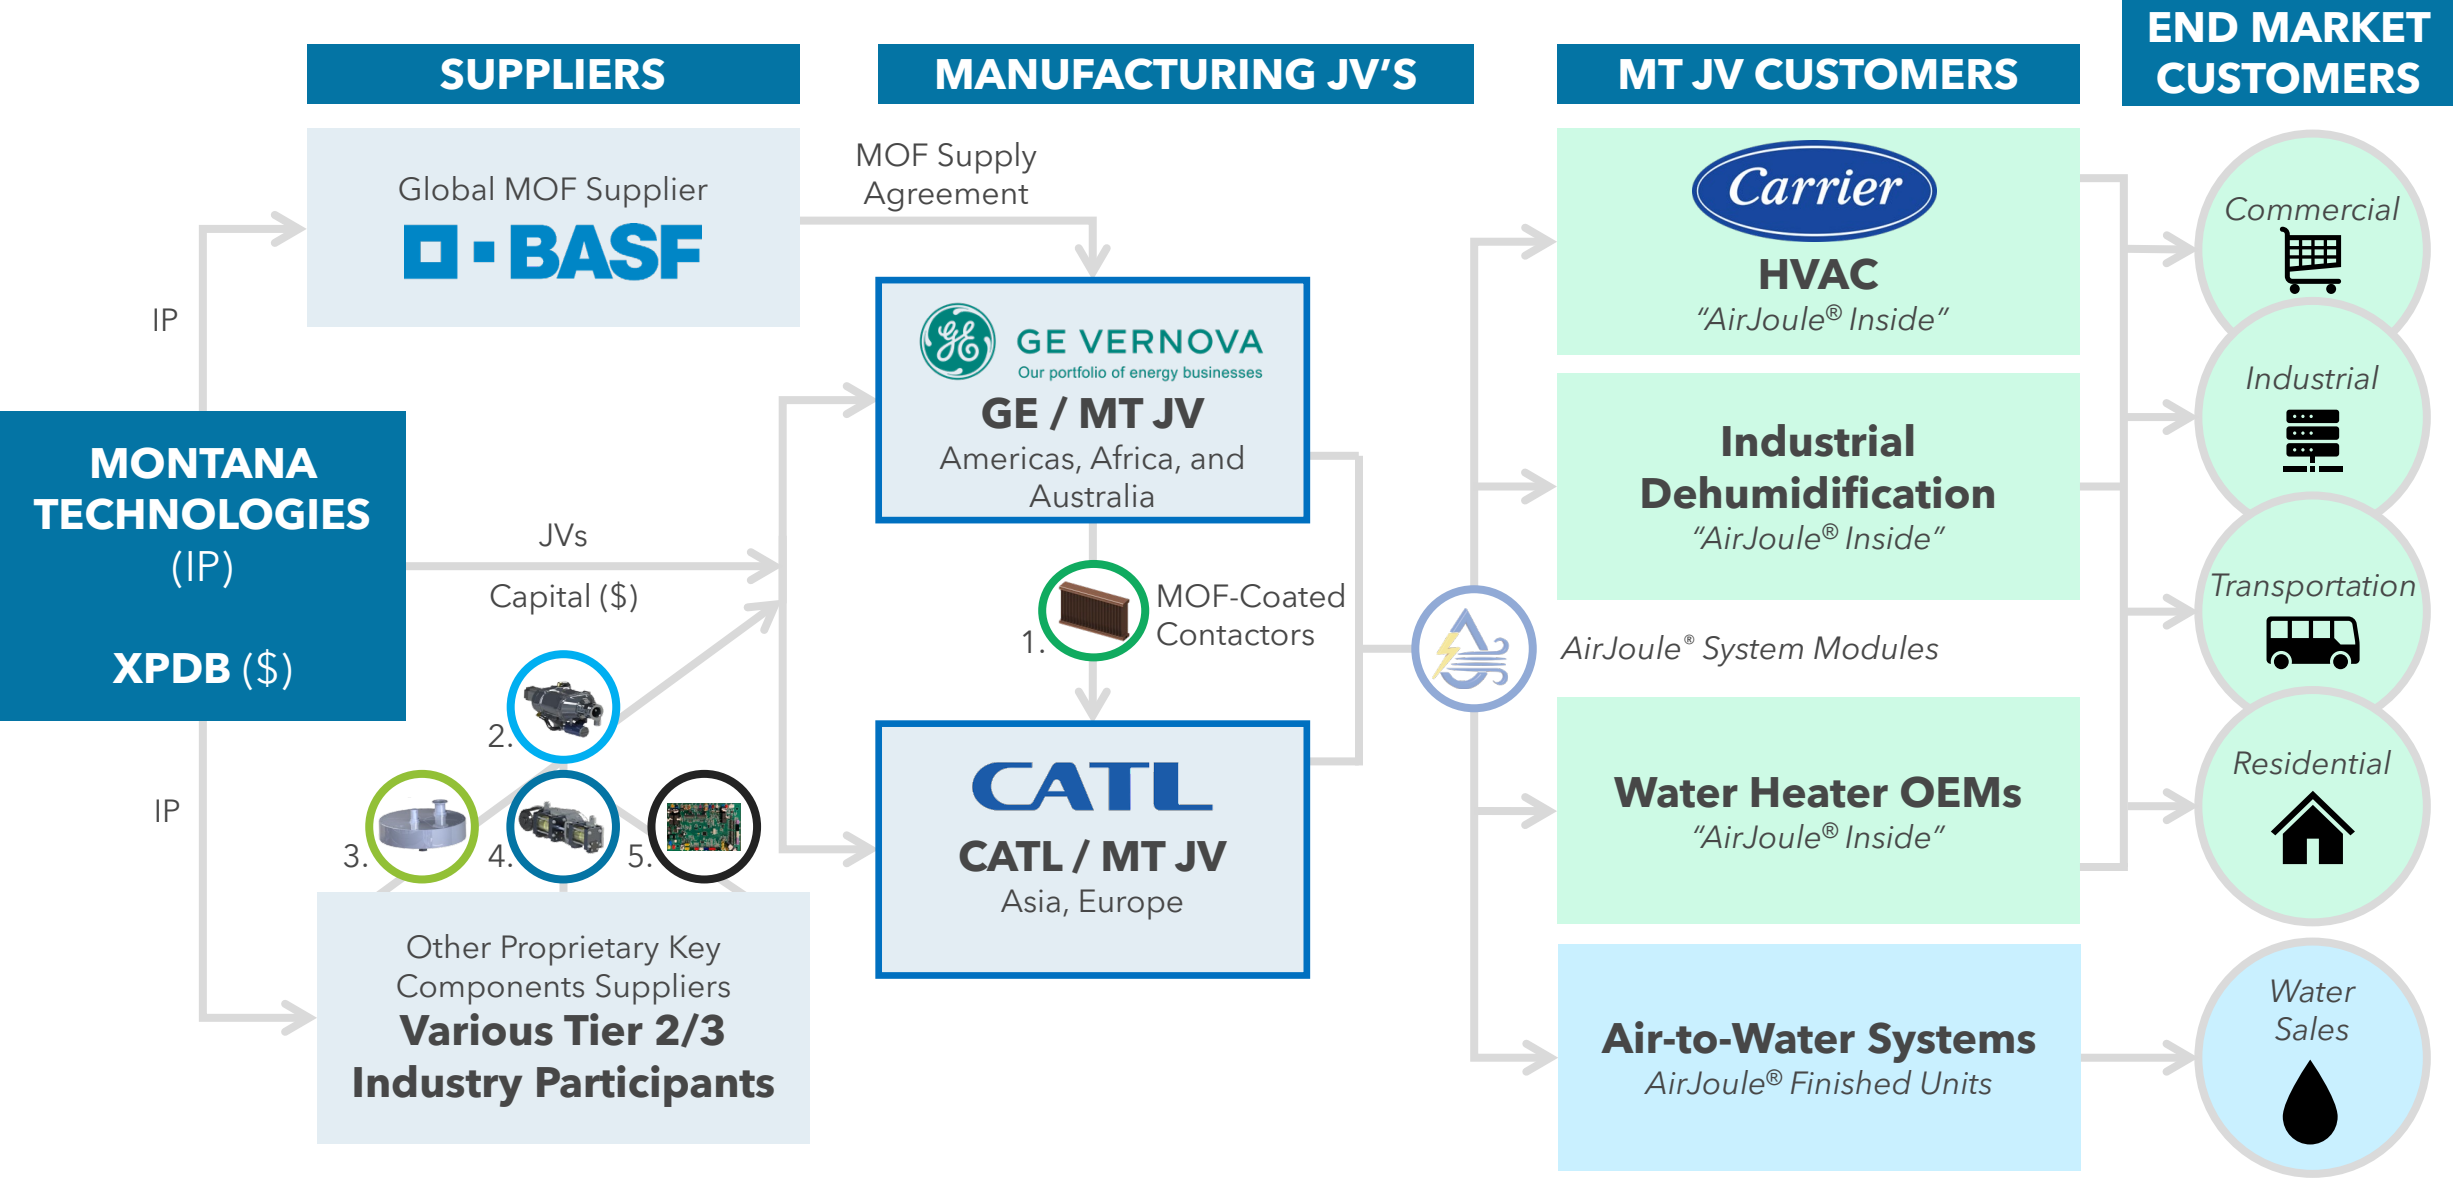 SUPPLIERS
MANUFACTURING JV’S
MT JV CUSTOMERS
END MARKET
CUSTOMERS
MONTANA
TECHNOLOGIES
(IP)
XPDB ($)
IP
IP
JVs
Capital ($)
Global MOF Supplier
BASF
MOF Supply
Agreement
2.
3.
4.
5.
Other Proprietary Key
Components Suppliers
Various Tier 2/3
Industry Participants
GE VERNOVA
Our portfolio of energy businesses
GE / MT JV
Americas, Africa, and
Australia
1.
MOF-Coated
Contactors
CATL
CATL / MT JV
Asia, Europe
AirJoule® System Modules
Carrier
HVAC
“AirJoule® Inside”
Industrial
Dehumidification
“AirJoule® Inside”
Water Heater OEMs
“AirJoule® Inside”
Air-to-Water Systems
AirJoule® Finished Units
Commercial
Industrial
Transportation
Residential
Water
Sales